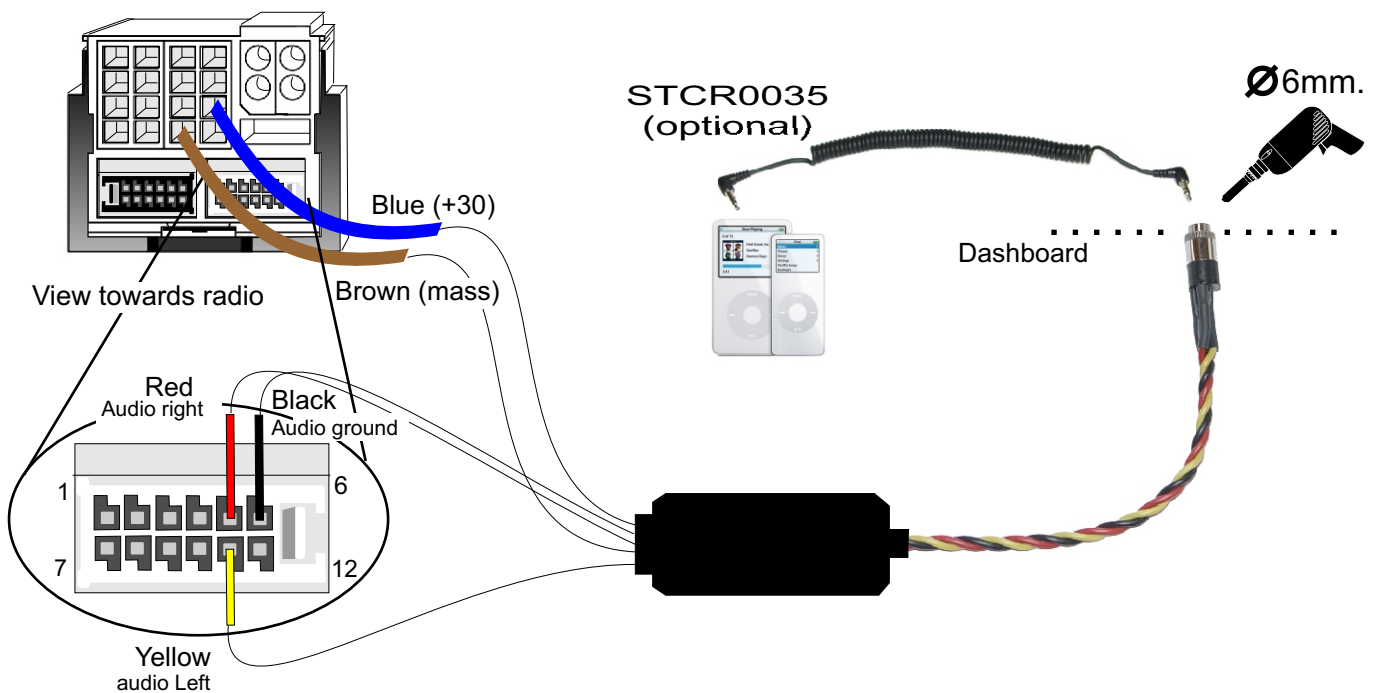 STCR0035
(optional)
Ø6mm.
Blue (+30)
Dashboard
View towards radio
Brown (mass)
Red
Audio right
Black
Audio ground
1
6
7
12
Yellow
audio Left